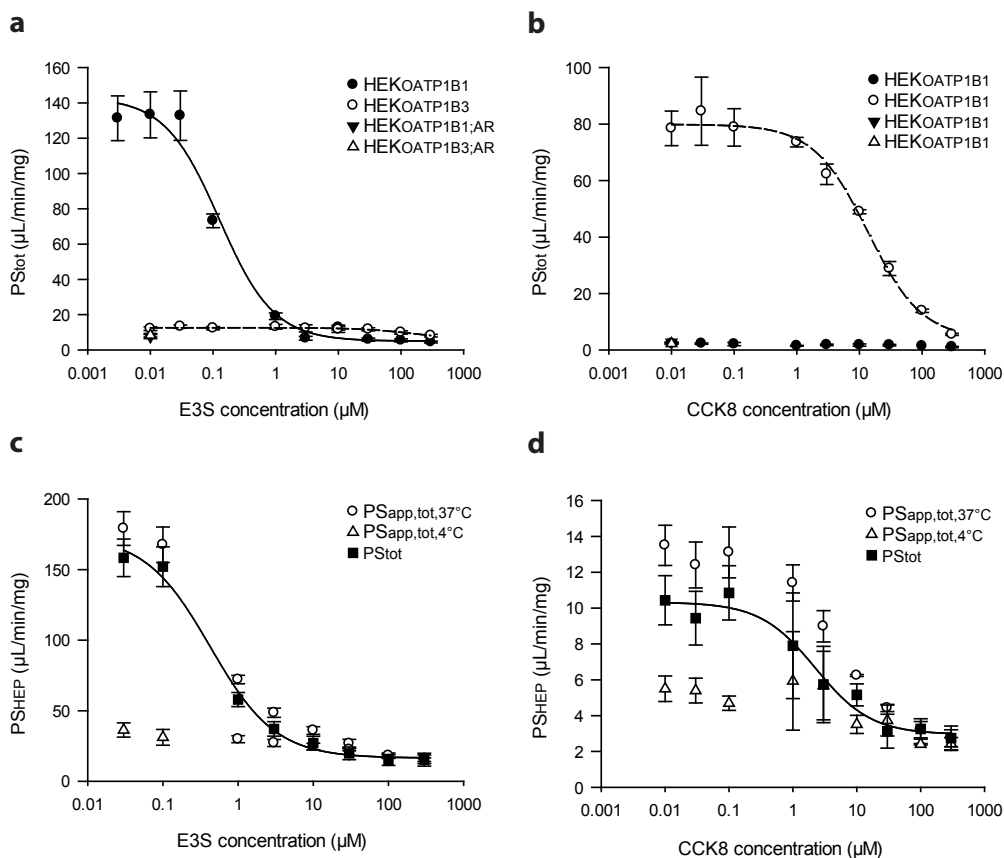 a
160
140
120
100
80
60
40
20
0
PStot (µL/min/mg)
0.001 0.01 0.1 1 10 100 1000
E3S concentration (µM)
HEKOATP1B1
HEKOATP1B3
HEKOATP1B1;AR
HEKOATP1B3;AR
b
100
80
60
40
20
0
PStot (µL/min/mg)
0.001 0.01 0.1 1 10 100 1000
CCK8 concentration (µM)
HEKOATP1B1
HEKOATP1B1
HEKOATP1B1
HEKOATP1B1
c
200
150
100
50
0
PSHEP (µL/min/mg)
0.01 0.1 1 10 100 1000
E3S concentration (µM)
PSapp,tot,37°C
PSapp,tot,4°C
PStot
d
16
14
12
10
8
6
4
2
0
PSHEP (µL/min/mg)
0.001 0.01 0.1 1 10 100 1000
CCK8 concentration (µM)
PSapp,tot,37°C
PSapp,tot,4°C
PStot